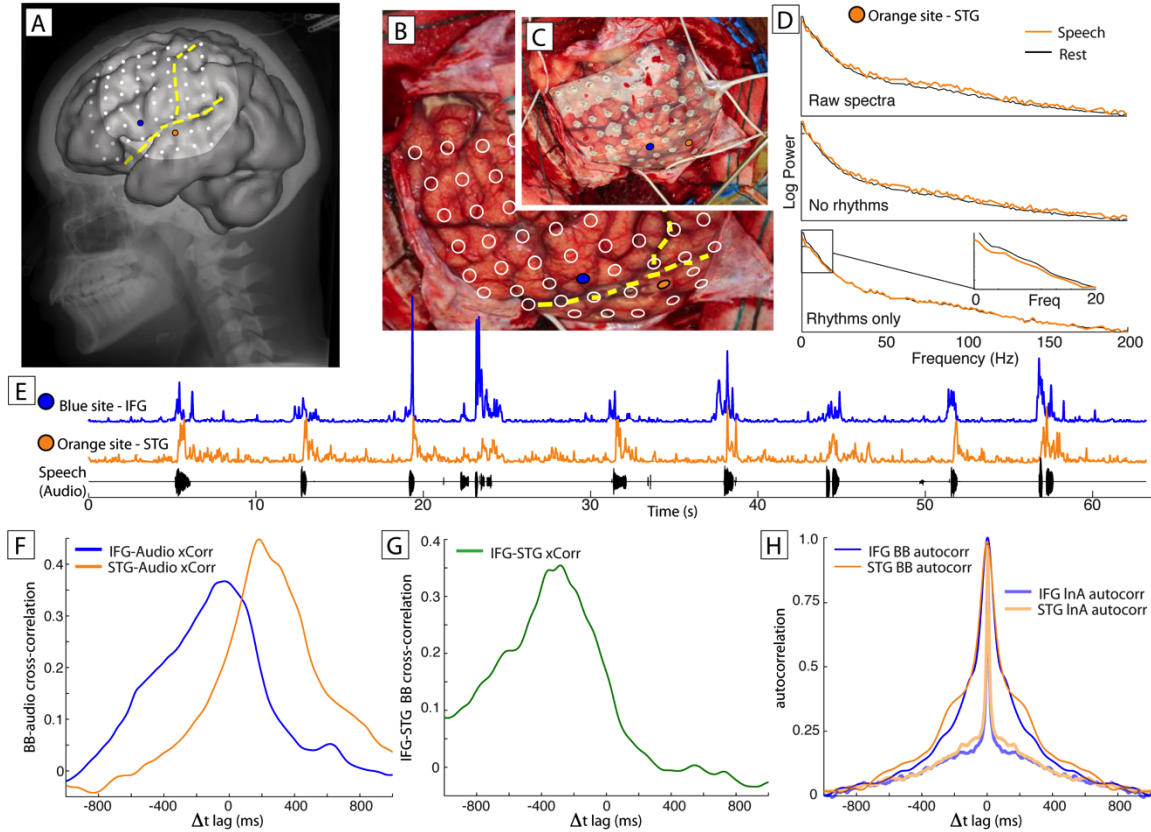 A
B
C
Orange site - STG
D
Speech
Rest
Raw spectra
No rhythms
Rhythms only
Log Power
0
Freq
20
0
50
100
150
200
Frequency (Hz)
E
Blue site - IFG
Orange site - STG
Speech
(Audio)
0
10
20
30
40
50
60
Time (s)
F
IFG-Audio xCorr
STG-Audio xCorr
BB-audio cross-correlation
0.4
0.3
0.2
0.1
0
-800
-400
0
400
800
Δt lag (ms)
G
IFG-STG xCorr
IFG-STG BB cross-correlation
0.4
0.3
0.2
0.1
0
-800
-400
0
400
800
Δt lag (ms)
H
IFG BB autocorr
STG BB autocorr
IFG lnA autocorr
STG lnA autocorr
autocorrelation
1.0
0.75
0.5
0.25
0
-800
-400
0
400
800
Δt lag (ms)